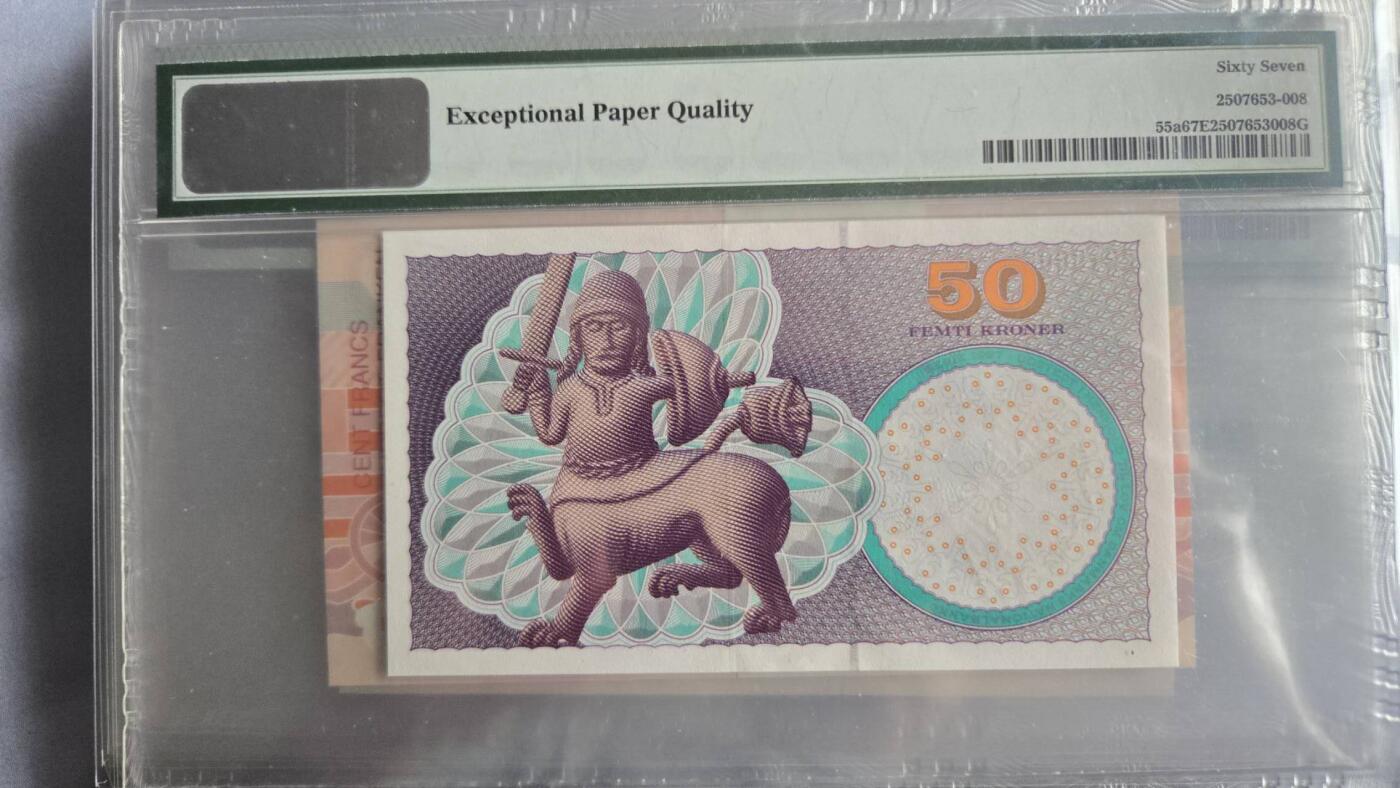 Exceptional Paper Quality
Sixty Seven
2507653-008
55a67E2507653008G
50
FEMTI KRONER
CENT FRANCS